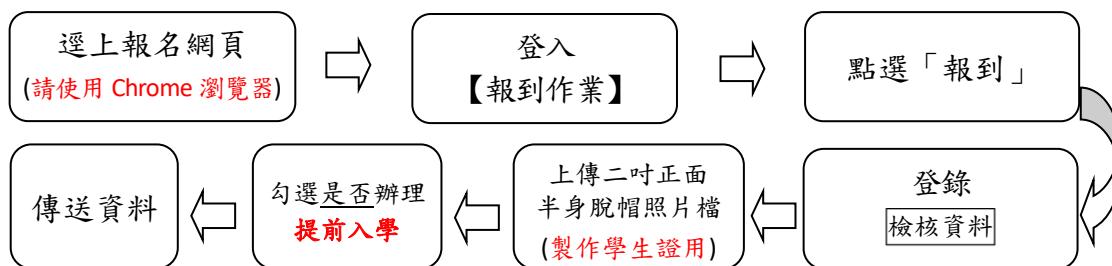 逕上報名網頁
(請使用 Chrome 瀏覽器)
登入
【報到作業】
點選「報到」
登錄
檢核資料
上傳二吋正面
半身脫帽照片檔
(製作學生證用)
勾選是否辦理
提前入學
傳送資料